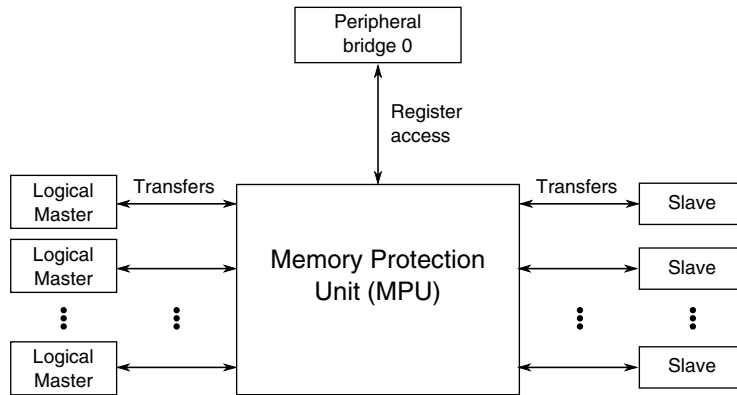 Peripheral
bridge 0
Register
access
Logical
Master
Transfers
Transfers
Slave
Logical
Master
Memory Protection
Unit (MPU)
Slave
Logical
Master
Slave